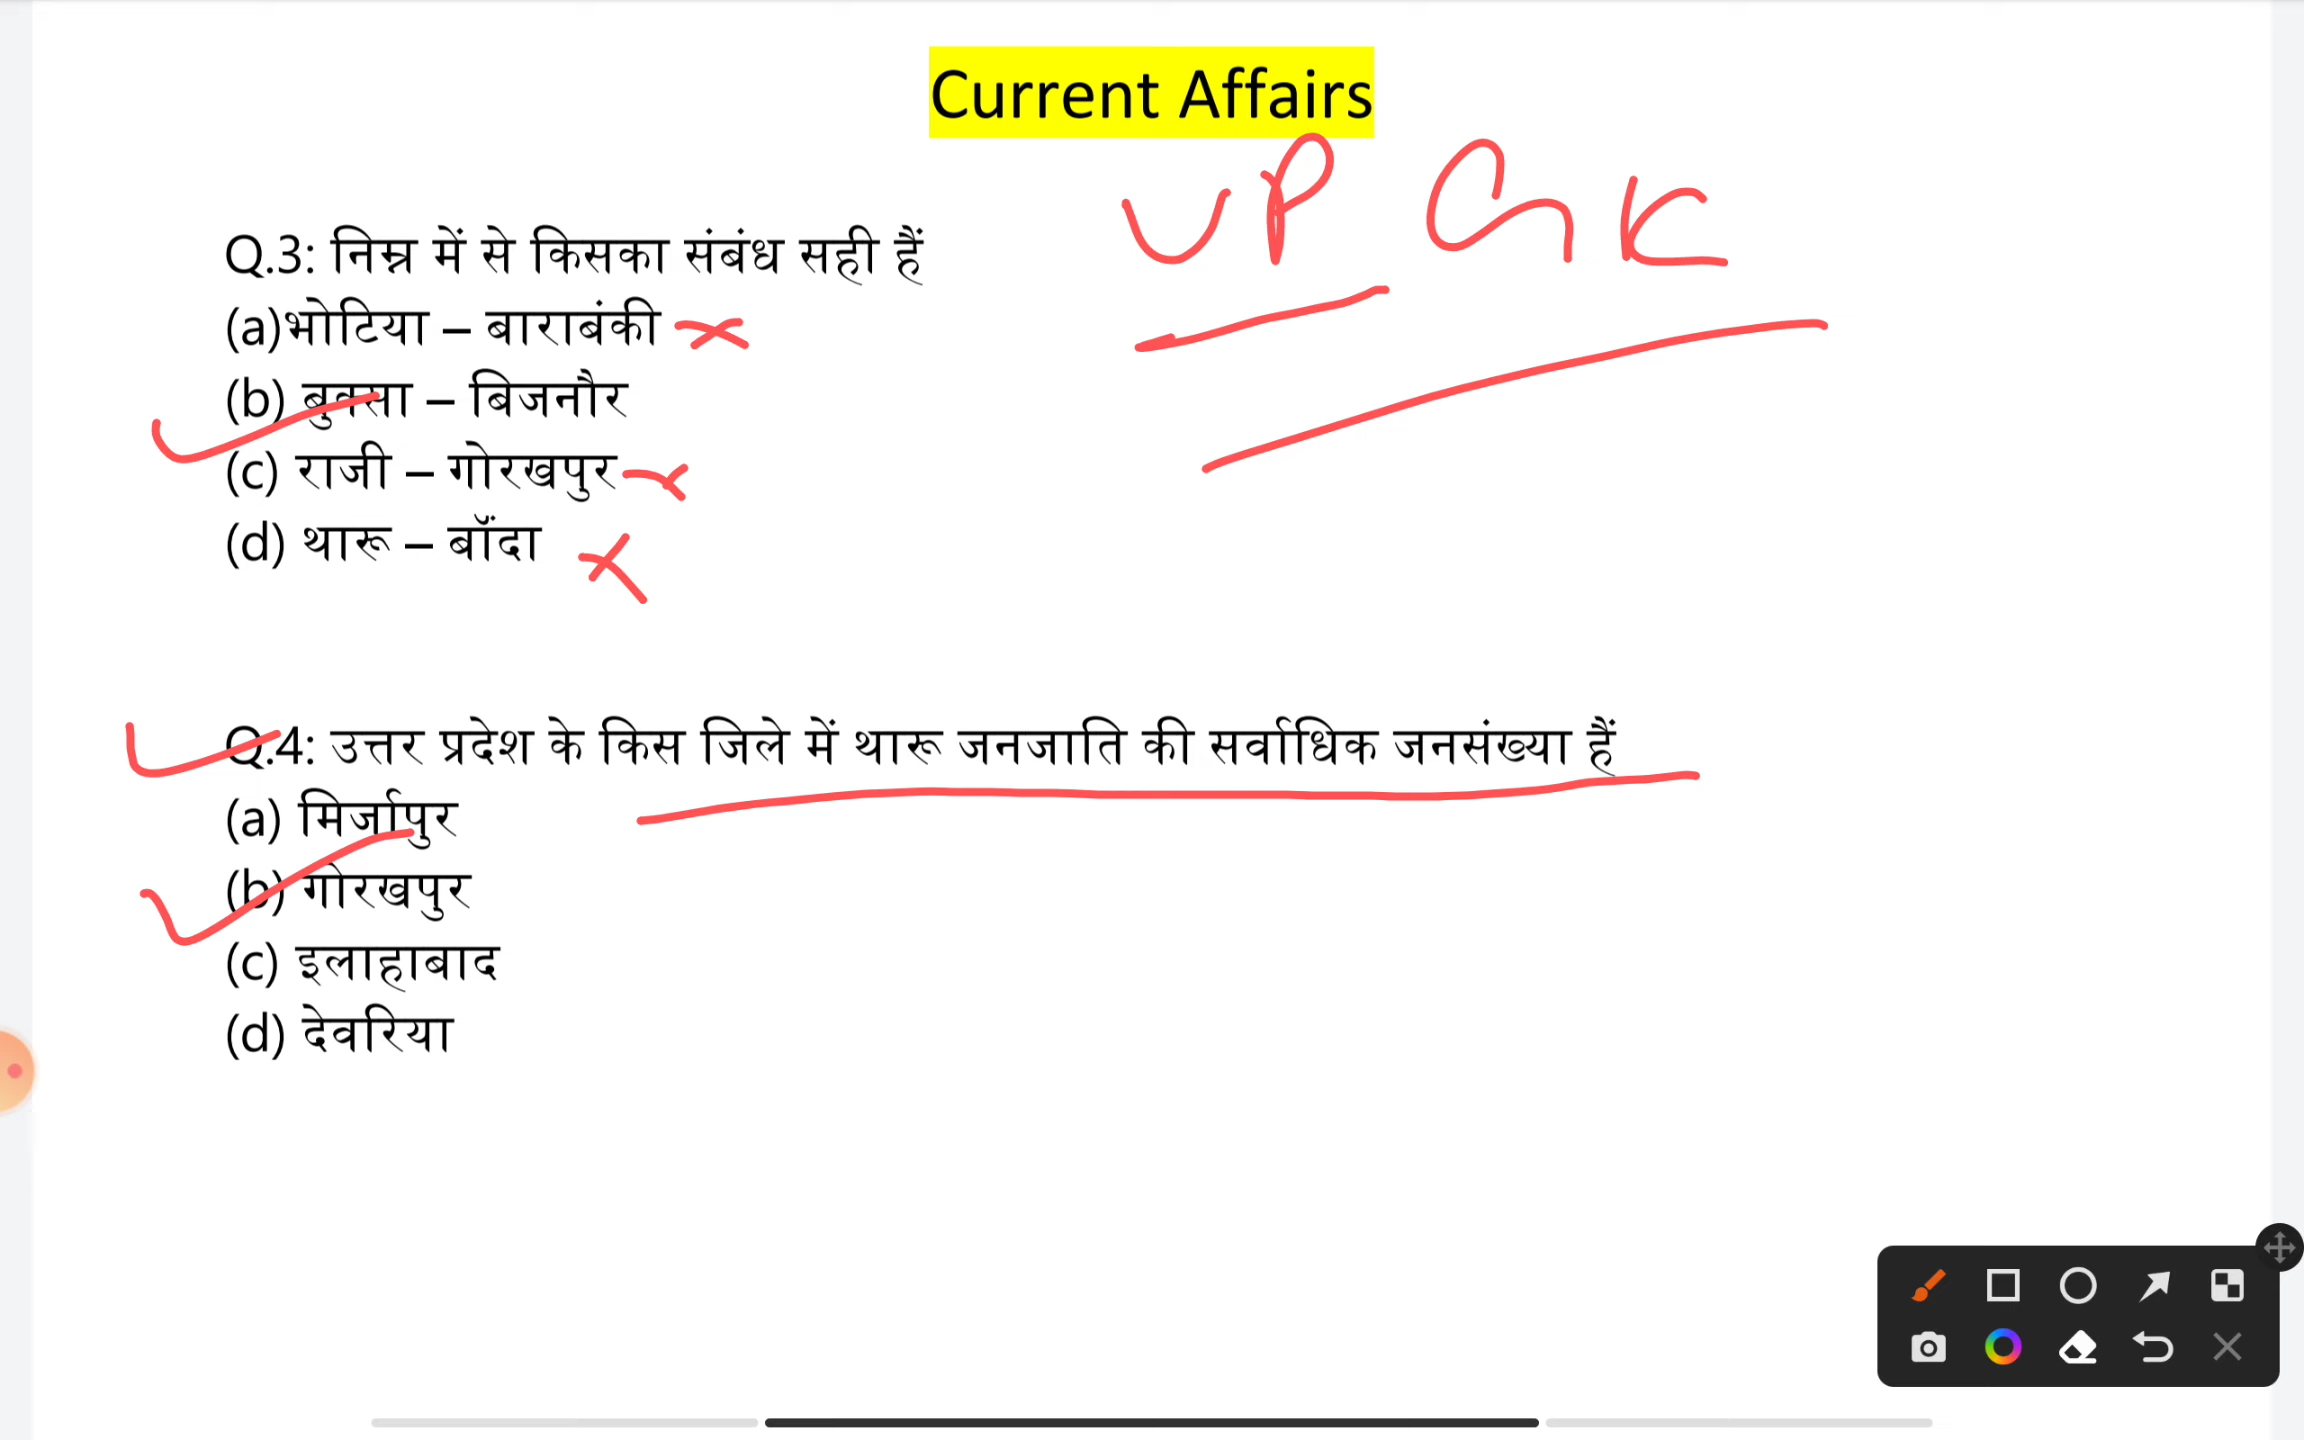 Current Affairs
UP GK
Q.3: निम्न में से किसका संबंध सही हैं
(a)भोटिया – बाराबंकी
(b) बुक्सा – बिजनौर
(c) राजी – गोरखपुर
(d) थारू – बाँदा
Q.4: उत्तर प्रदेश के किस जिले में थारू जनजाति की सर्वाधिक जनसंख्या हैं
(a) मिर्जापुर
(b) गोरखपुर
(c) इलाहाबाद
(d) देवरिया